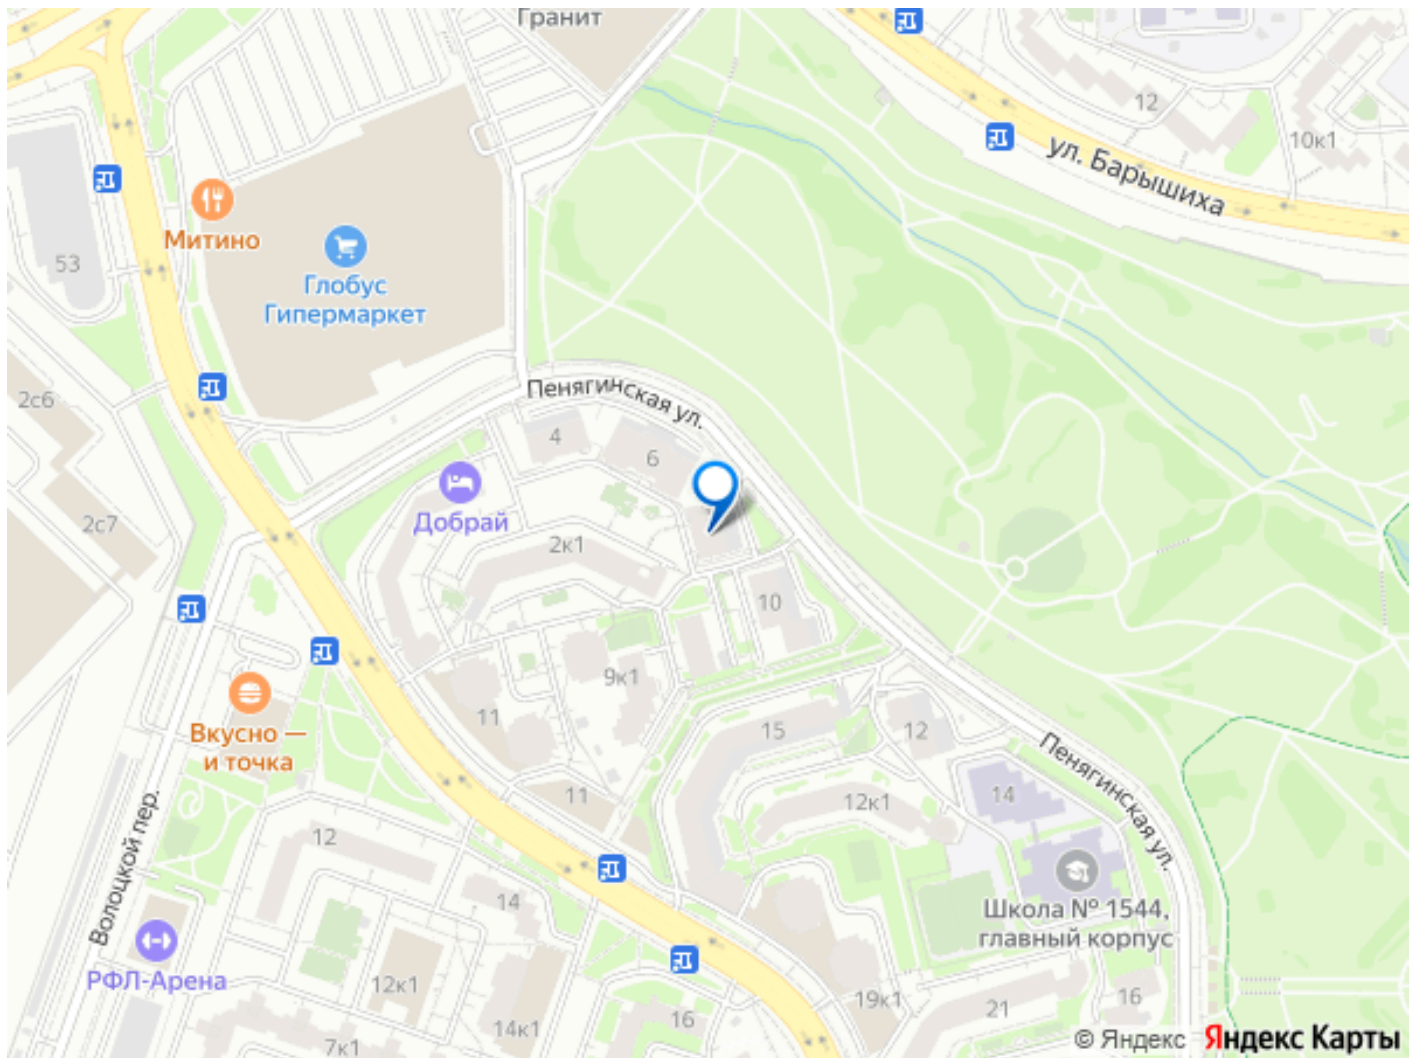 Гранит
12
10к1
ул. Барышиха
Митино
53
Глобус
Гипермаркет
Пенягинская ул.
2с6
4
6
Добрай
2с7
2к1
10
9к1
11
15
12
Вкусно —
и точка
Пенягинская ул.
11
12к1
14
Волоцкой пер.
12
14
Школа № 1544,
главный корпус
РФЛ-Арена
12к1
19к1
21
16
16
14к1
7к1
© Яндекс Яндекс Карты